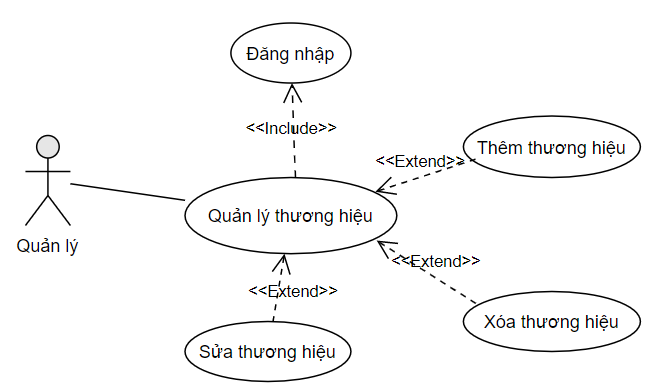 Đăng nhập
<<Include>>
Thêm thương hiệu
<<Extend>>
Quản lý thương hiệu
Quản lý
<<Extend>>
<<Extend>>
Xóa thương hiệu
Sửa thương hiệu